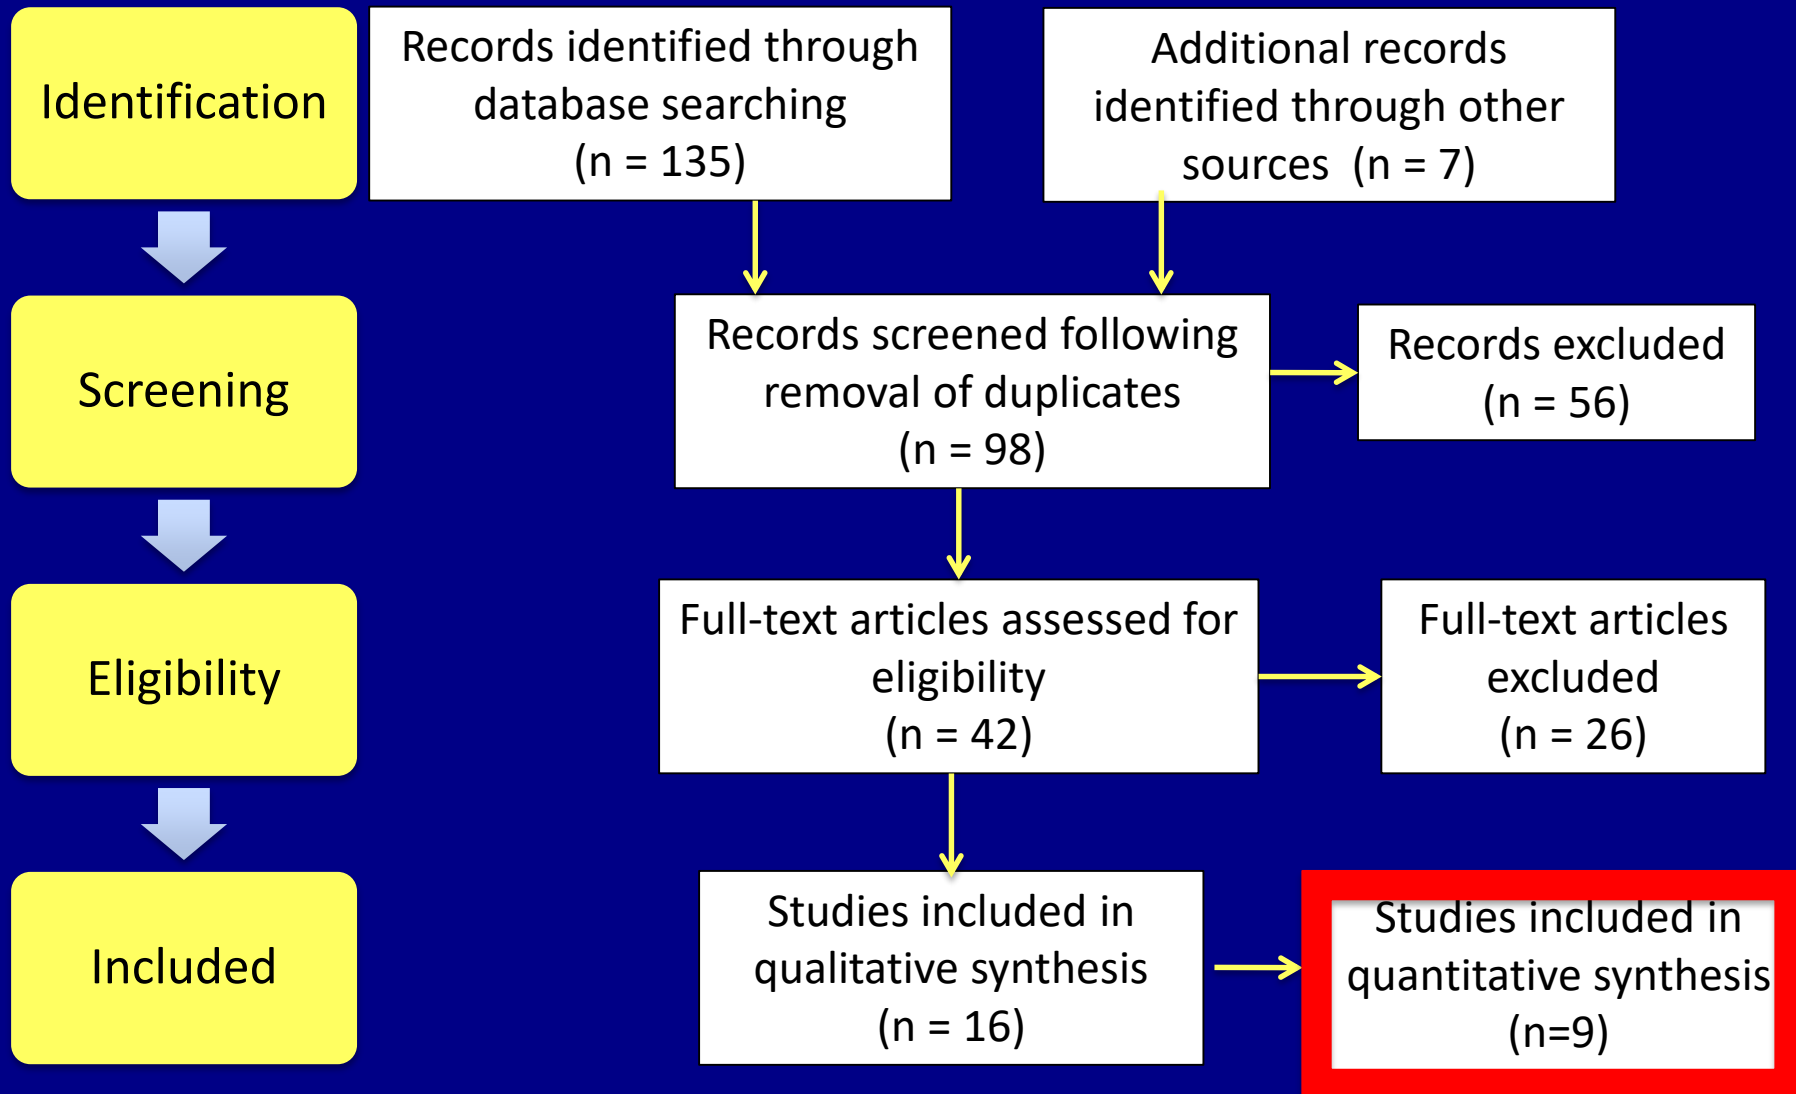 Identification
Records identified through
database searching
(n = 135)
Additional records
identified through other
sources  (n = 7)
Screening
Records screened following
removal of duplicates
(n = 98)
Records excluded
(n = 56)
Eligibility
Full-text articles assessed for
eligibility
(n = 42)
Full-text articles
excluded
(n = 26)
Included
Studies included in
qualitative synthesis
(n = 16)
Studies included in
quantitative synthesis
(n=9)